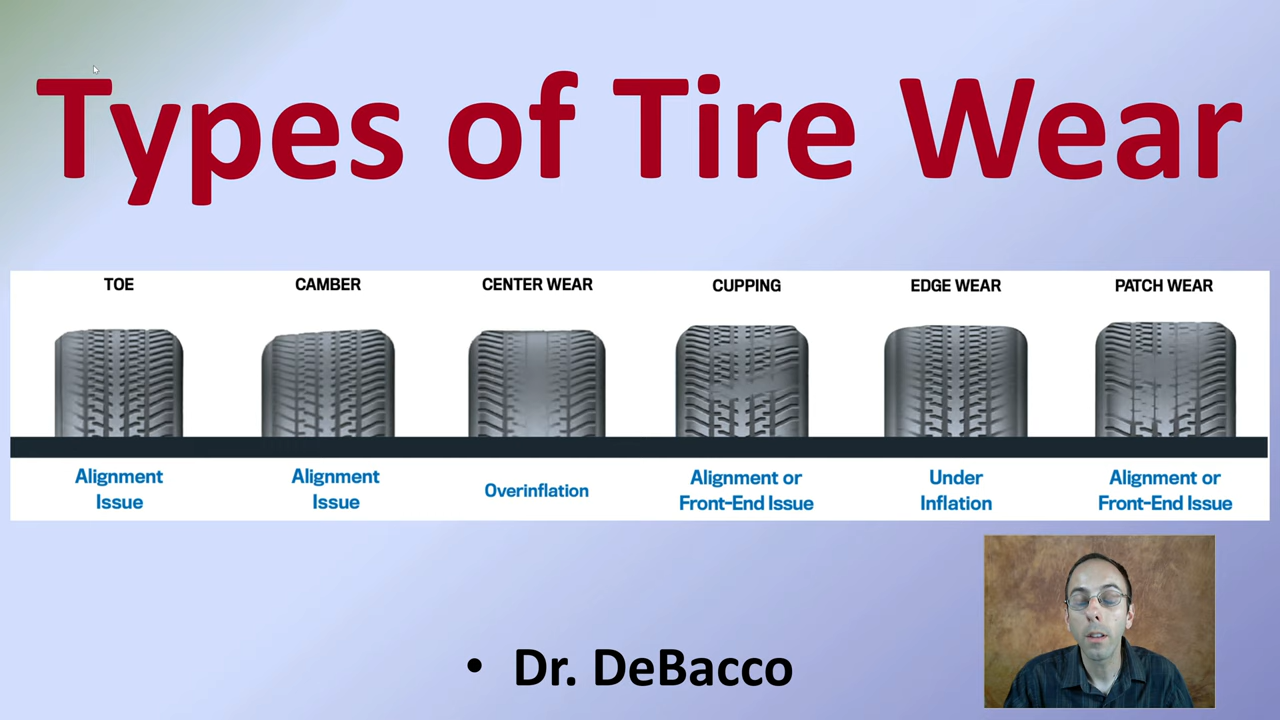 Types of Tire Wear
TOE
CAMBER
CENTER WEAR
CUPPING
EDGE WEAR
PATCH WEAR
Alignment
Issue
Alignment
Issue
Overinflation
Alignment or
Front-End Issue
Under
Inflation
Alignment or
Front-End Issue
• Dr. DeBacco